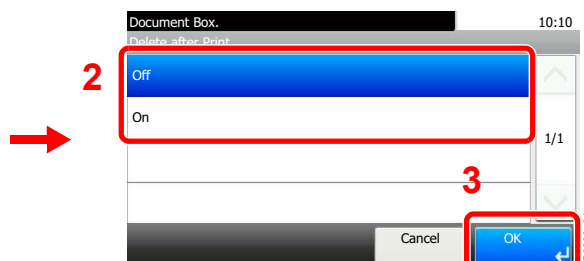 Document Box. 10:10
Delete after Print
2
Off
On
1/1
3
Cancel OK